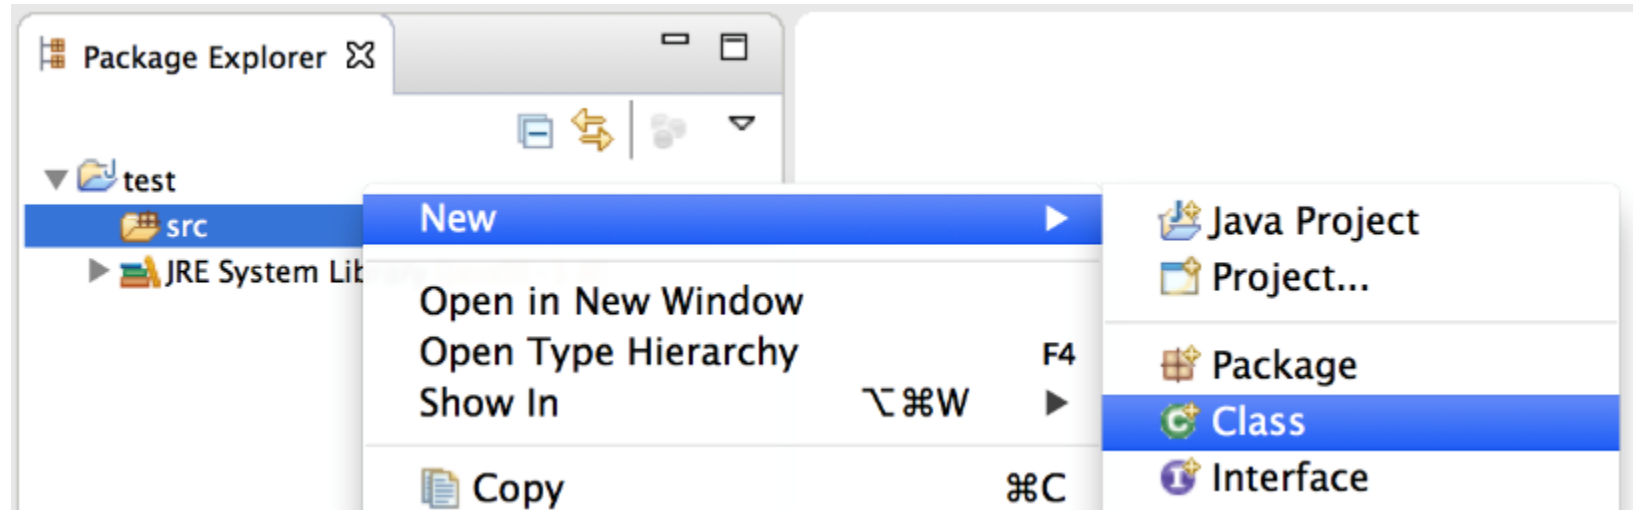 Package Explorer
test
src
JRE System Lib
New
Open in New Window
Open Type Hierarchy F4
Show In ⌥⌘W
Copy ⌘C
Java Project
Project...
Package
Class
Interface